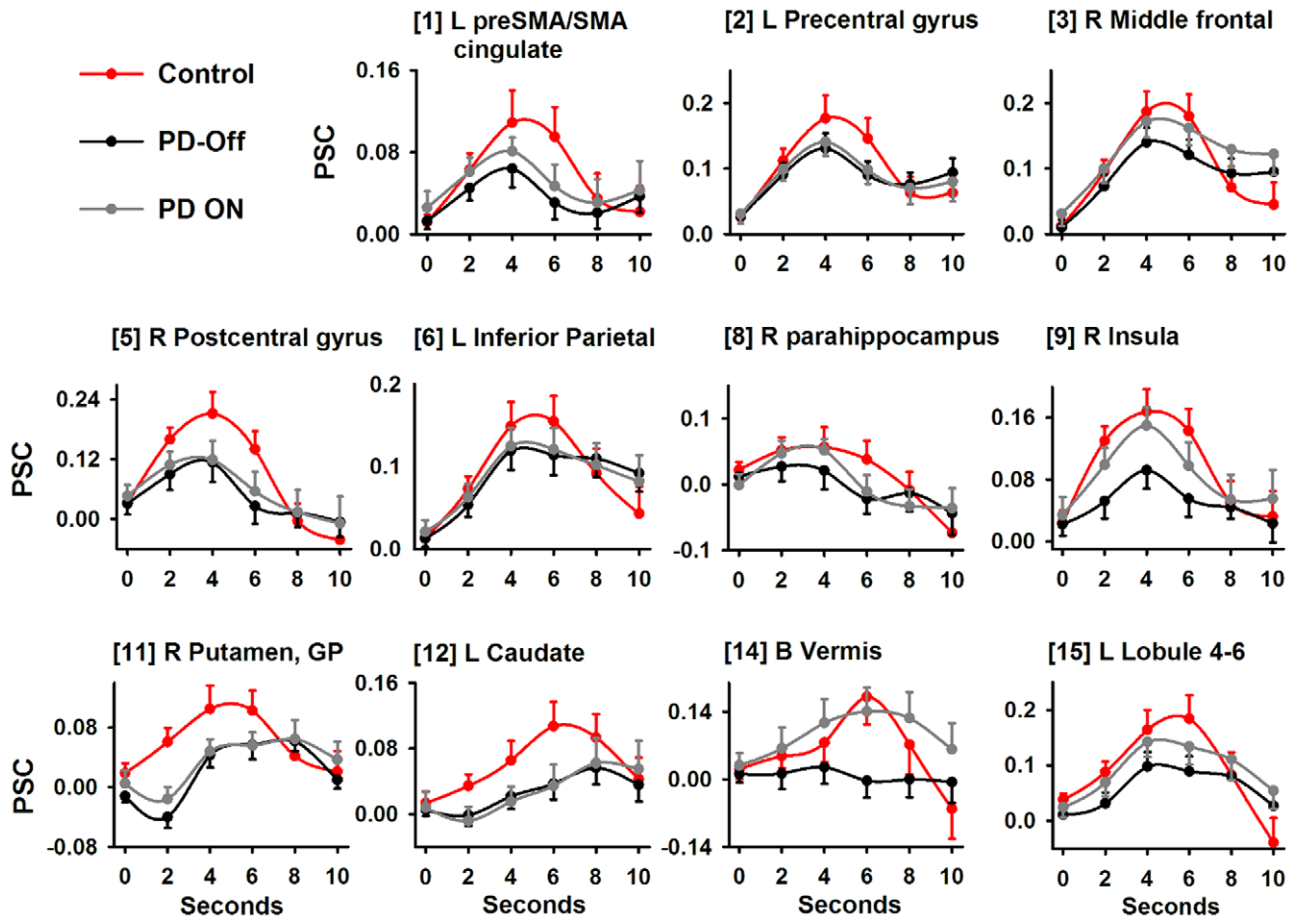 Control
PD-Off
PD ON
[1] L preSMA/SMA
cingulate
PSC
0.16
0.08
0.00
0 2 4 6 8 10
[2] L Precentral gyrus
0.2
0.1
0.0
0 2 4 6 8 10
[3] R Middle frontal
0.2
0.1
0.0
0 2 4 6 8 10
[5] R Postcentral gyrus
PSC
0.24
0.12
0.00
0 2 4 6 8 10
[6] L Inferior Parietal
0.2
0.1
0.0
0 2 4 6 8 10
[8] R parahippocampus
0.1
0.0
-0.1
0 2 4 6 8 10
[9] R Insula
0.16
0.08
0.00
0 2 4 6 8 10
[11] R Putamen, GP
PSC
0.08
0.00
-0.08
0 2 4 6 8 10
Seconds
[12] L Caudate
0.16
0.08
0.00
0 2 4 6 8 10
Seconds
[14] B Vermis
0.14
0.00
-0.14
0 2 4 6 8 10
Seconds
[15] L Lobule 4-6
0.2
0.1
0.0
0 2 4 6 8 10
Seconds